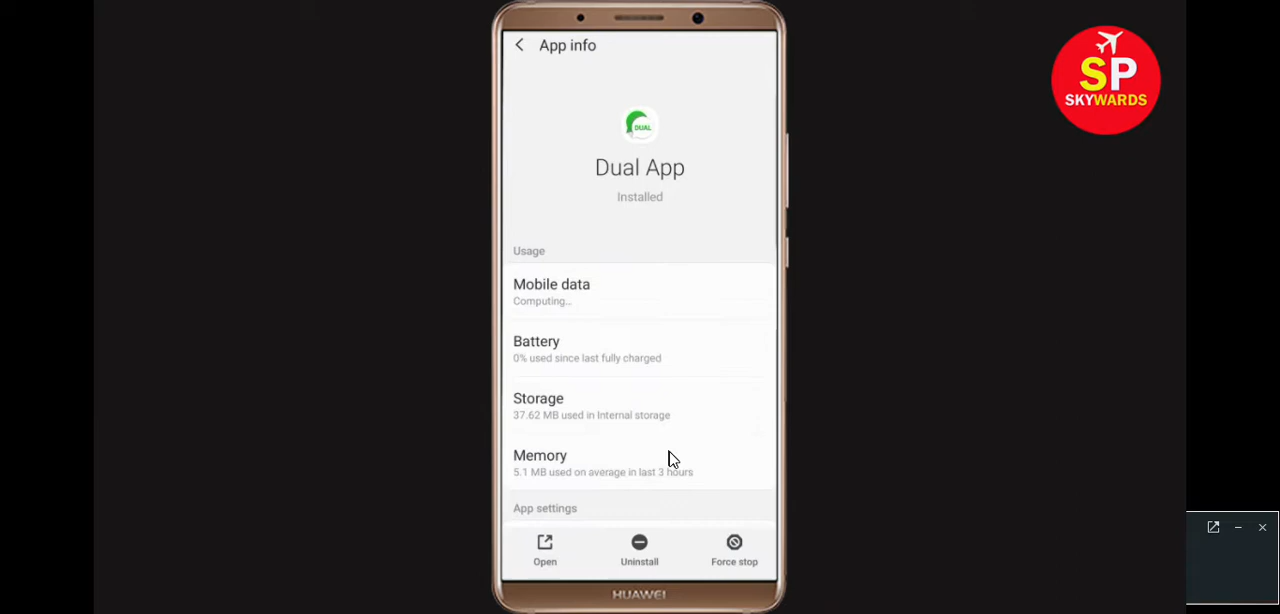 App info
DUAL
Dual App
Installed
Usage
Mobile data
Computing...
Battery
0% used since last fully charged
Storage
37.62 MB used in Internal storage
Memory
5.1 MB used on average in last 3 hours
App settings
Open
Uninstall
Force stop
HUAWEI
SP
SKYWARDS